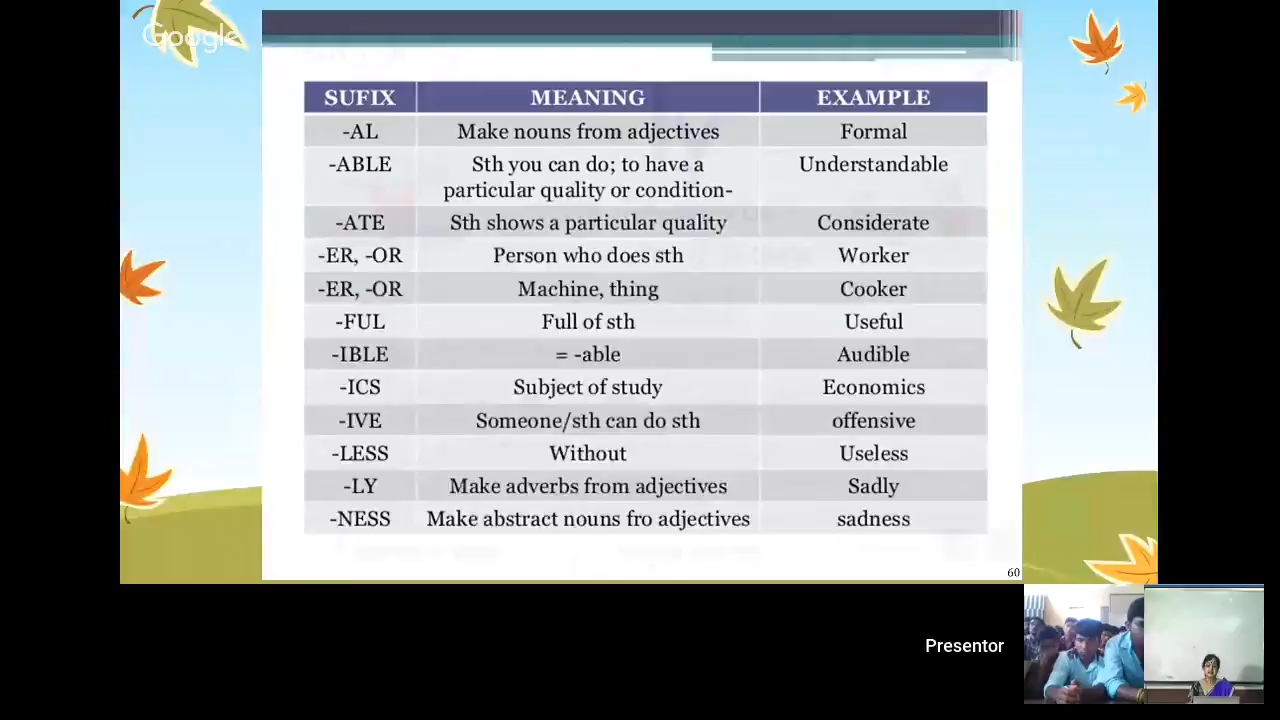 Google
SUFIX MEANING EXAMPLE
-AL Make nouns from adjectives Formal
-ABLE Sth you can do; to have a Understandable
particular quality or condition-
-ATE Sth shows a particular quality Considerate
-ER, -OR Person who does sth Worker
-ER, -OR Machine, thing Cooker
-FUL Full of sth Useful
-IBLE = -able Audible
-ICS Subject of study Economics
-IVE Someone/sth can do sth offensive
-LESS Without Useless
-LY Make adverbs from adjectives Sadly
-NESS Make abstract nouns fro adjectives sadness
60
Presentor